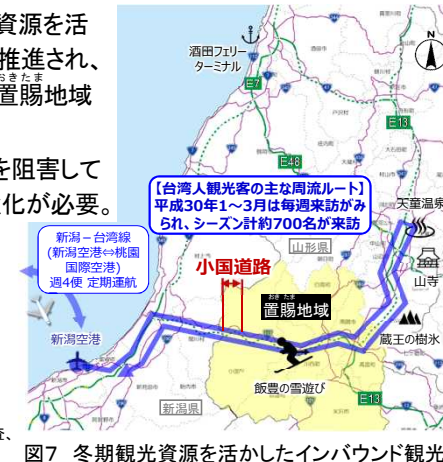 資源を活
推進され、
おきたま
置賜地域
を阻害して
化が必要。
酒田フェリー
ターミナル
N
E7
E13
E48
【台湾人観光客の主な周流ルート】
平成30年1~3月は毎週来訪がみ
られ、シーズン計約700名が来訪
天童温泉
新潟-台湾線
(新潟空港⇔桃園
国際空港)
週4便 定期運航
山形県
小国道路
山寺
おき たま
置賜地域
新潟空港
蔵王の樹氷
飯豊の雪遊び
新潟県
E13
図7 冬期観光資源を活かしたインバウンド観光